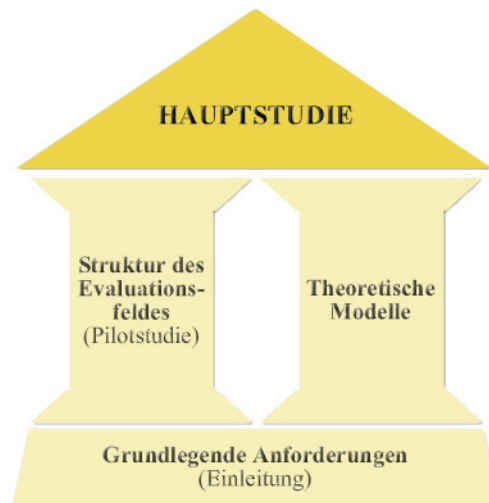 HAUPTSTUDIE
Struktur des
Evaluations-
feldes
(Pilotstudie)
Theoretische
Modelle
Grundlegende Anforderungen
(Einleitung)